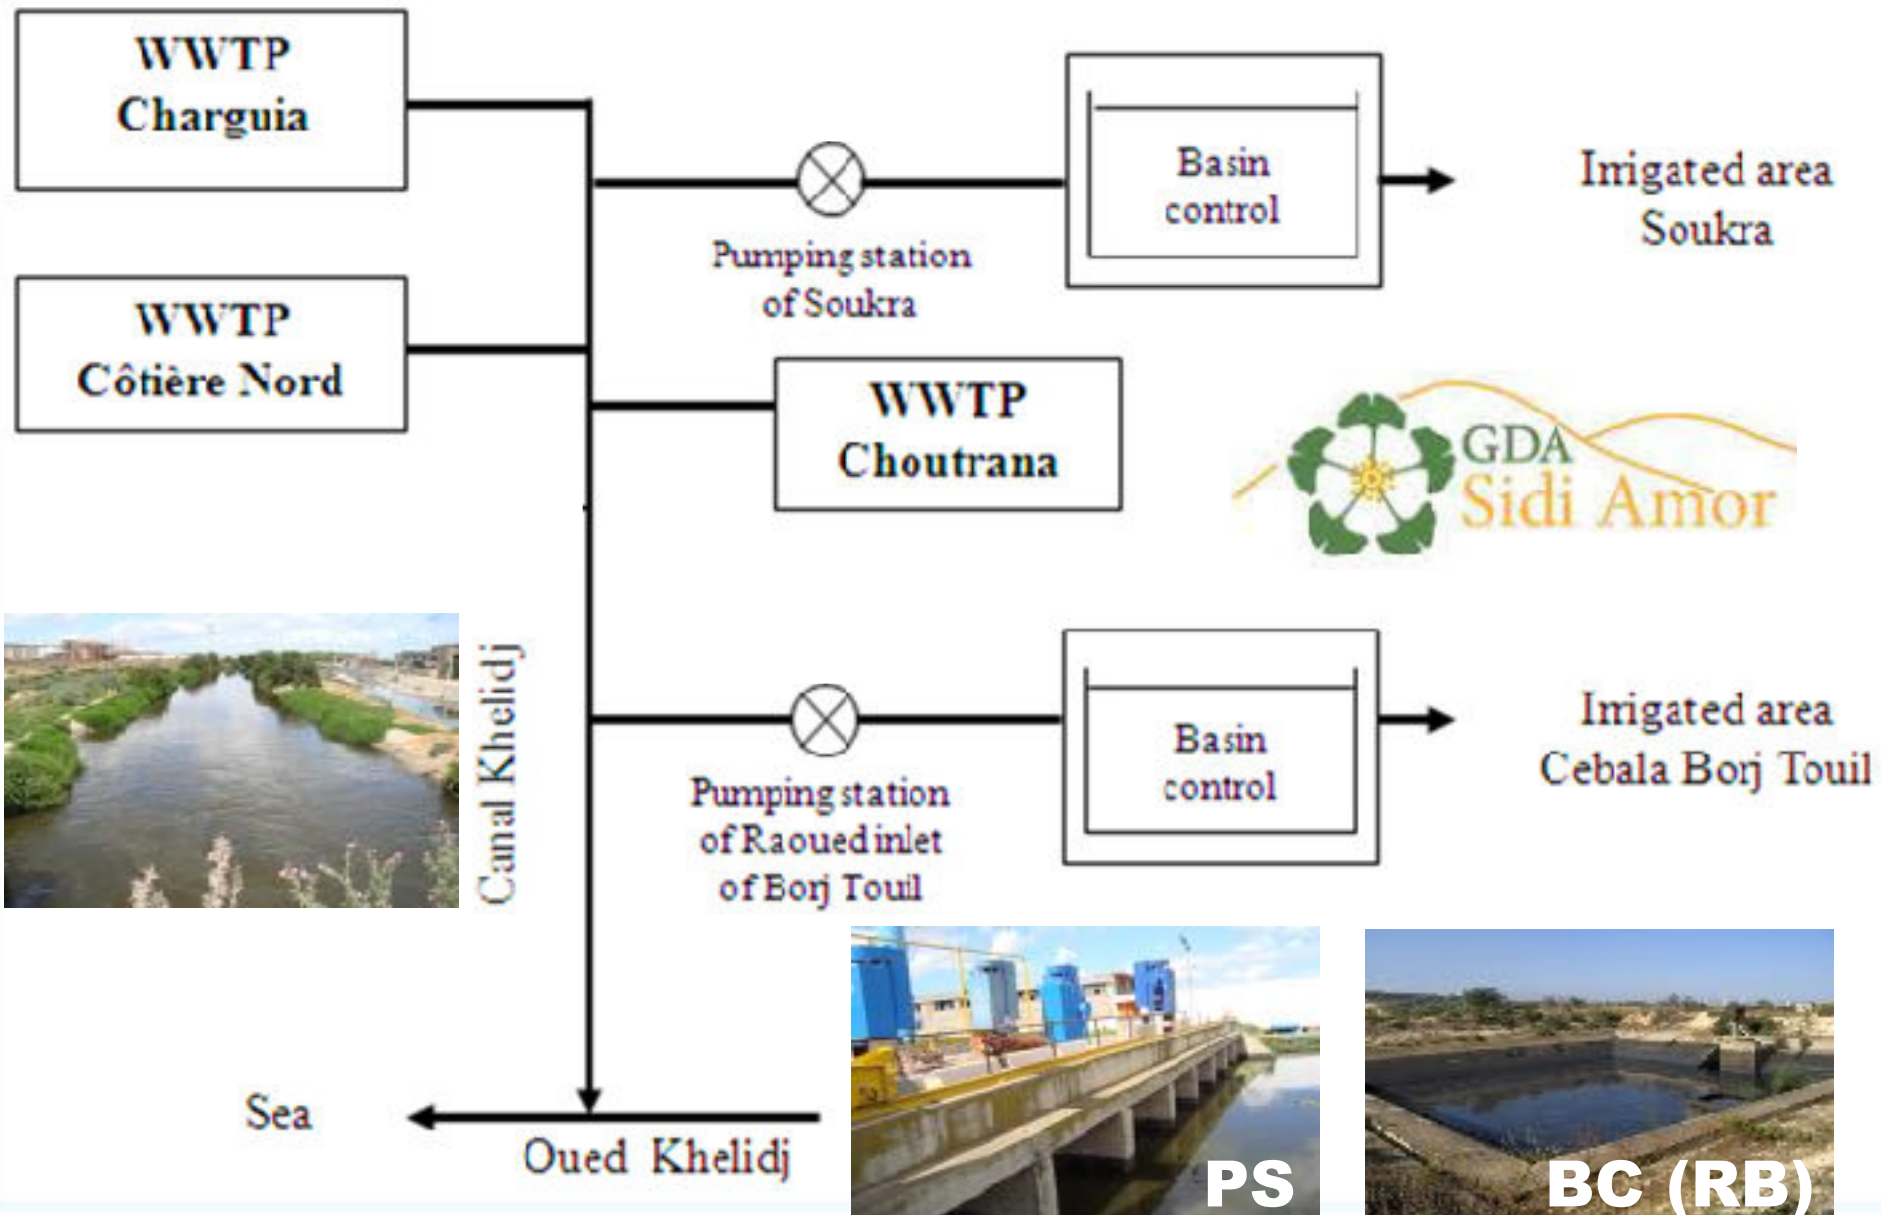 WWTP
Charguia
Basin
control
Irrigated area
Soukra
Pumping station
of Soukra
WWTP
Côtière Nord
WWTP
Choutrana
GDA
Sidi Amor
Canal Khelidj
Basin
control
Irrigated area
Cebala Borj Touil
Pumping station
of Raoued inlet
of Borj Touil
Sea
Oued Khelidj
PS
BC (RB)